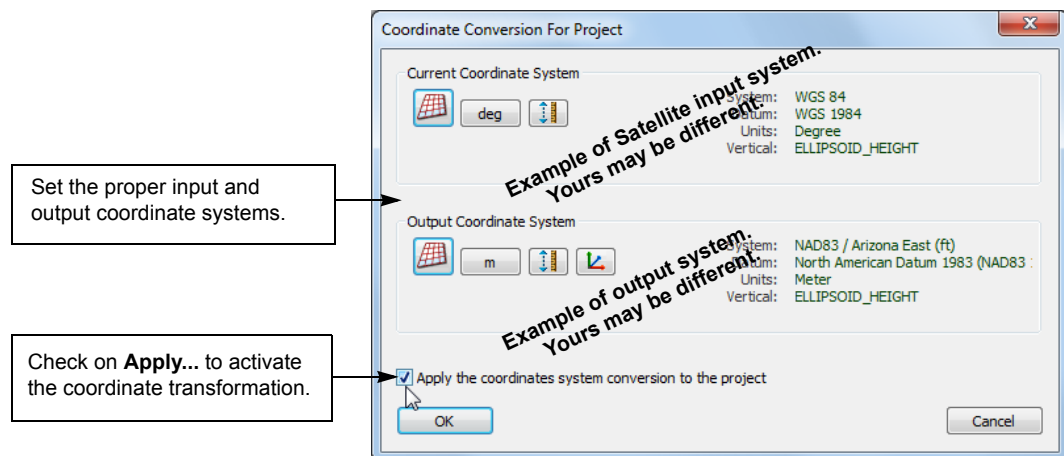 Coordinate Conversion For Project
Current Coordinate System
deg
System: WGS 84
Datum: WGS 1984
Units: Degree
Vertical: ELLIPSOID_HEIGHT
Example of Satellite input system.
Yours may be different.
Set the proper input and
output coordinate systems.
Output Coordinate System
m
System: NAD83 / Arizona East (ft)
Datum: North American Datum 1983 (NAD83 :
Units: Meter
Vertical: ELLIPSOID_HEIGHT
Example of output system.
Yours may be different.
Check on Apply... to activate
the coordinate transformation.
Apply the coordinates system conversion to the project
OK
Cancel